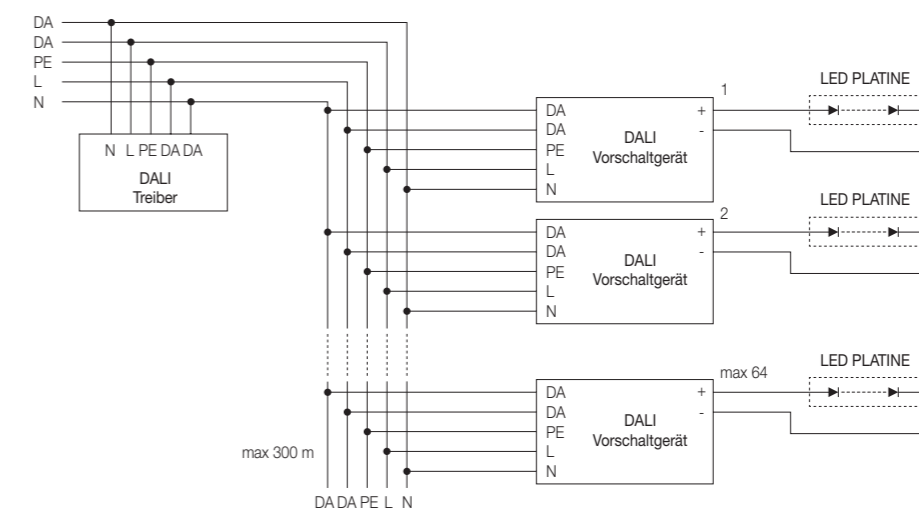 DA
DA
PE
L
N
N L PE DA DA
DALI
Treiber
1
LED PLATINE
DA
DA
PE
L
N
DALI
Vorschaltgerät
+
-
2
LED PLATINE
DA
DA
PE
L
N
DALI
Vorschaltgerät
+
-
max 64
LED PLATINE
DA
DA
PE
L
N
DALI
Vorschaltgerät
+
-
max 300 m
DA DA PE L N